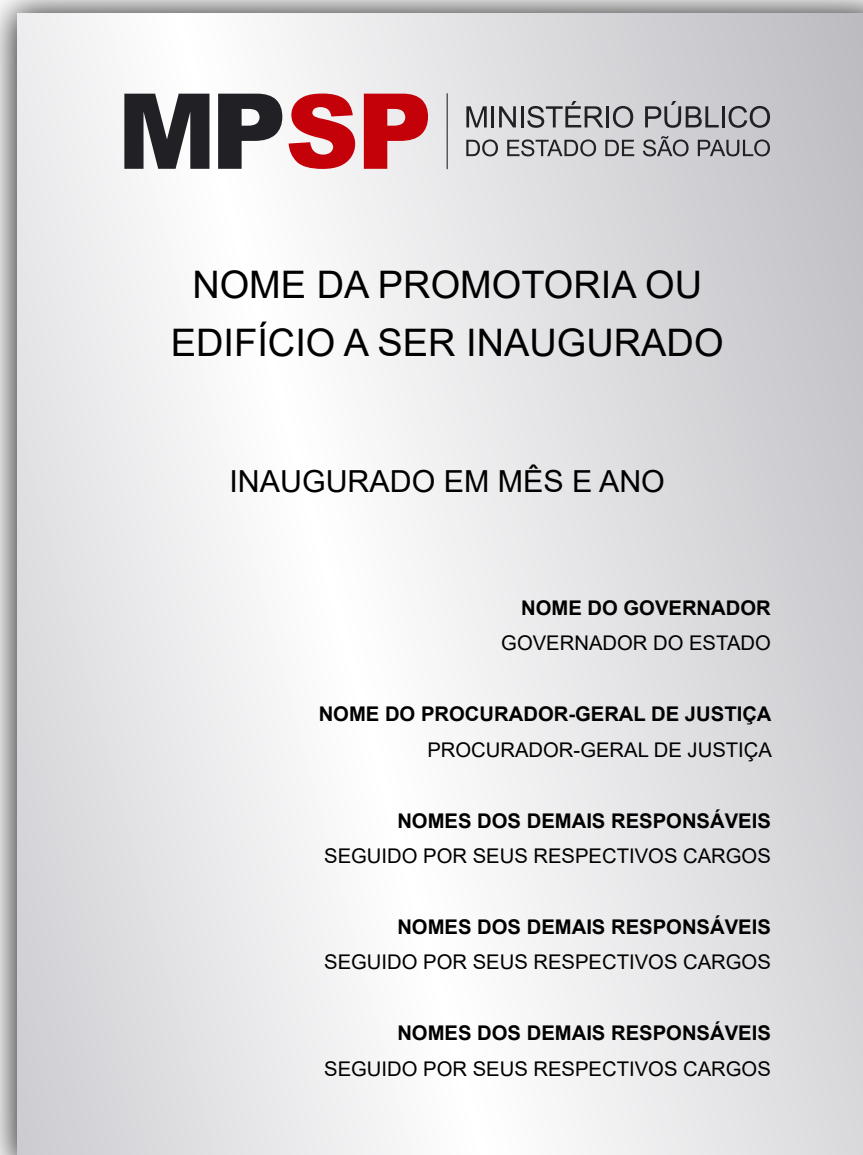 MPSP
MINISTÉRIO PÚBLICO
DO ESTADO DE SÃO PAULO
NOME DA PROMOTORIA OU
EDIFÍCIO A SER INAUGURADO
INAUGURADO EM MÊS E ANO
NOME DO GOVERNADOR
GOVERNADOR DO ESTADO
NOME DO PROCURADOR-GERAL DE JUSTIÇA
PROCURADOR-GERAL DE JUSTIÇA
NOMES DOS DEMAIS RESPONSÁVEIS
SEGUIDO POR SEUS RESPECTIVOS CARGOS
NOMES DOS DEMAIS RESPONSÁVEIS
SEGUIDO POR SEUS RESPECTIVOS CARGOS
NOMES DOS DEMAIS RESPONSÁVEIS
SEGUIDO POR SEUS RESPECTIVOS CARGOS